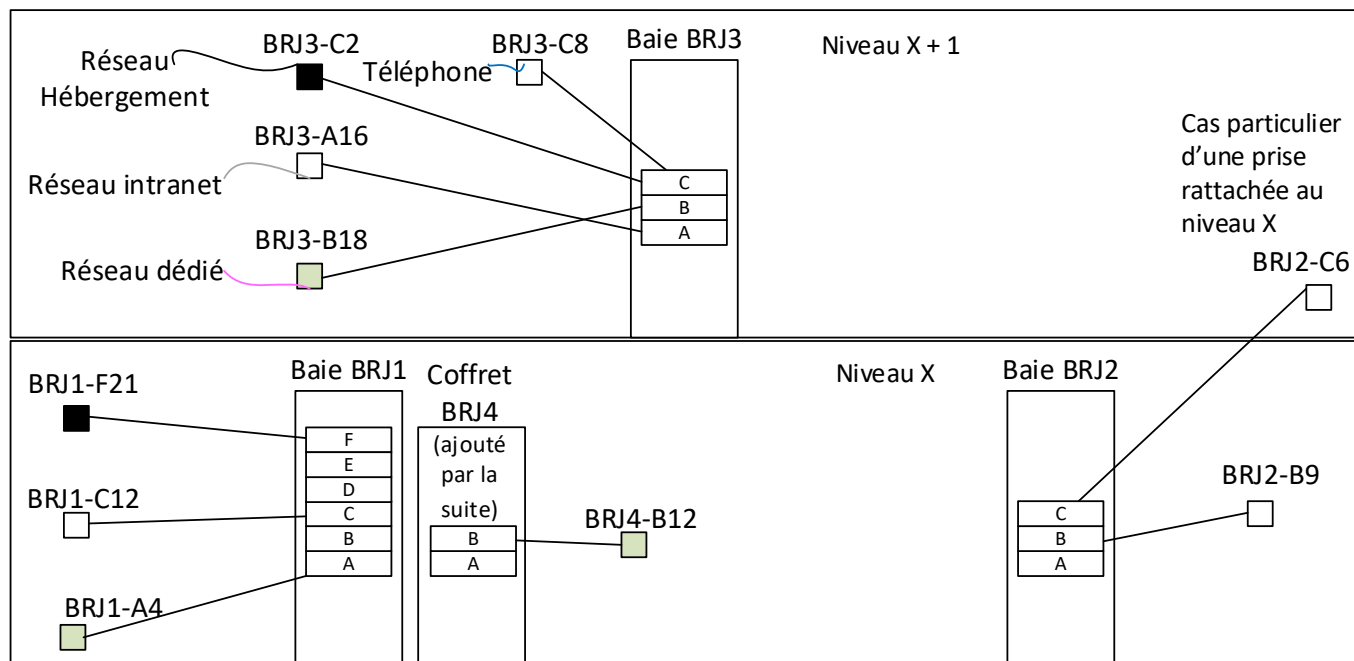 BRJ3-C2
BRJ3-C8
Baie BRJ3
Niveau X + 1
Réseau
Hébergement
Téléphone
BRJ3-A16
Réseau intranet
BRJ3-B18
Réseau dédié
C
B
A
Cas particulier
d’une prise
rattachée au
niveau X
BRJ2-C6
BRJ1-F21
BRJ1-C12
BRJ1-A4
Baie BRJ1
F
E
D
C
B
A
Coffret
BRJ4
(ajouté
par la
suite)
B
A
BRJ4-B12
Niveau X
Baie BRJ2
C
B
A
BRJ2-B9